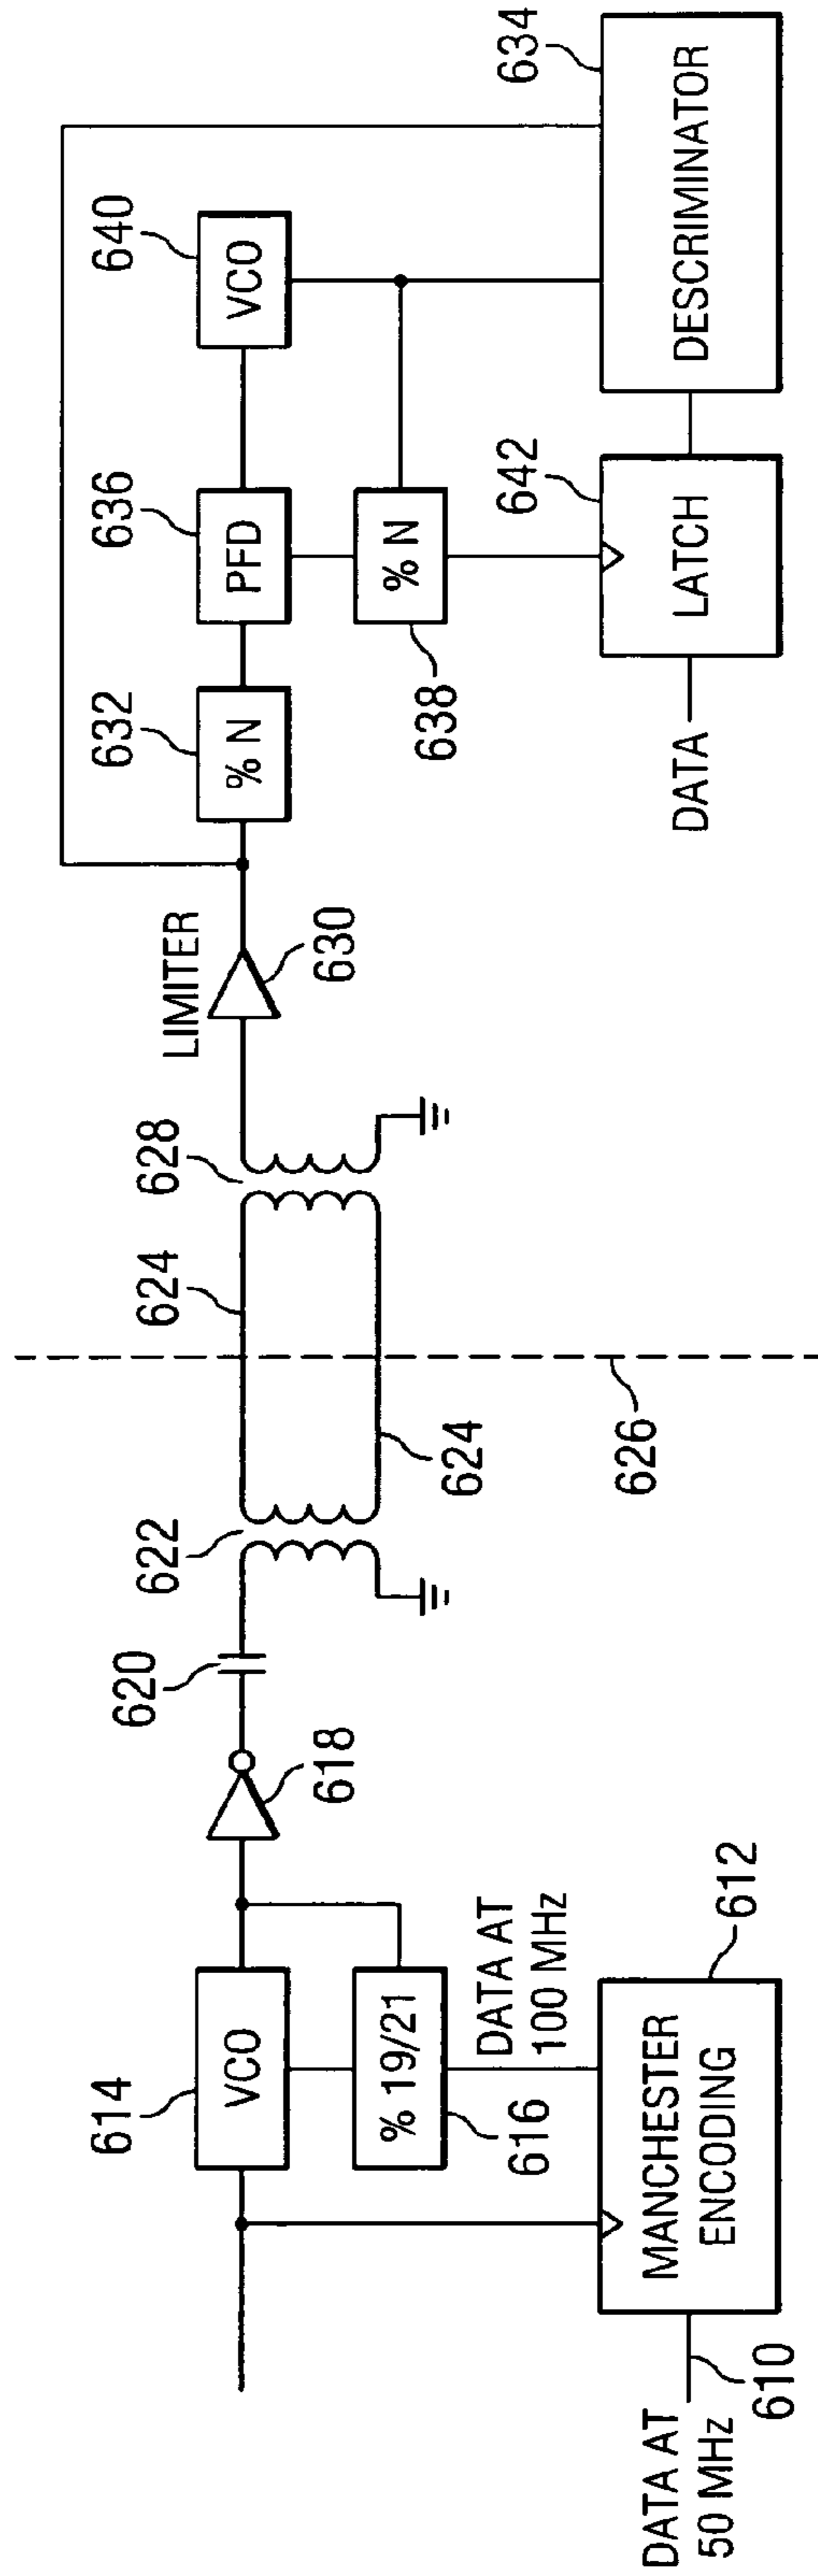 614
VCO
% 19/21
616
DATA AT
100 MHz
MANCHESTER
ENCODING
612
DATA AT
50 MHz
610
618
620
622
624
624
626
628
LIMITER
630
632
% N
636
PFD
640
VCO
% N
638
642
LATCH
DATA
634
DESCRIMINATOR